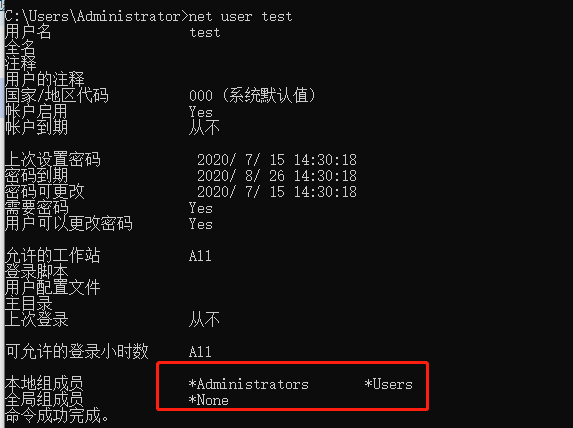 C:\Users\Administrator>net user test
用户名 test
全名
注释
用户的注释
国家/地区代码 000 (系统默认值)
帐户启用 Yes
帐户到期 从不
上次设置密码 2020/ 7/ 15 14:30:18
密码到期 2020/ 8/ 26 14:30:18
密码可更改 2020/ 7/ 15 14:30:18
需要密码 Yes
用户可以更改密码 Yes
允许的工作站 All
登录脚本
用户配置文件
主目录
上次登录 从不
可允许的登录小时数 All
本地组成员 *Administrators *Users
全局组成员 *None
命令成功完成。